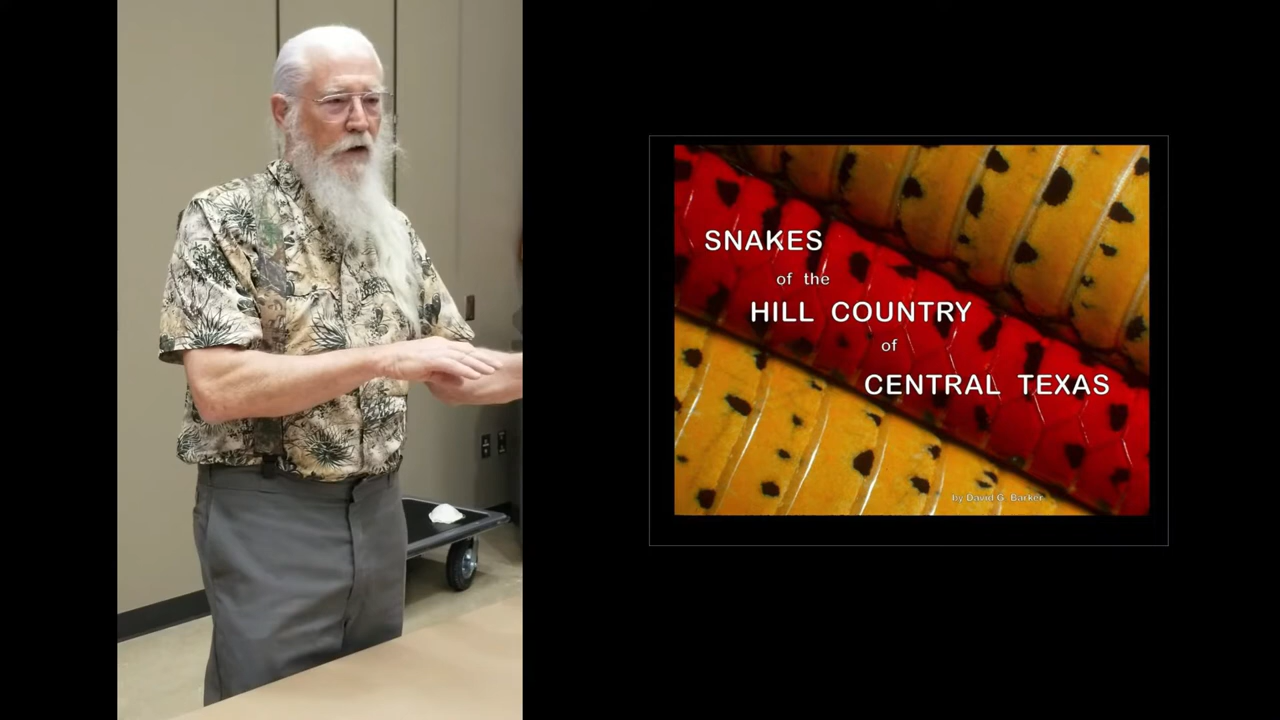 SNAKES
of the
HILL COUNTRY
of
CENTRAL TEXAS
by David G. Barker